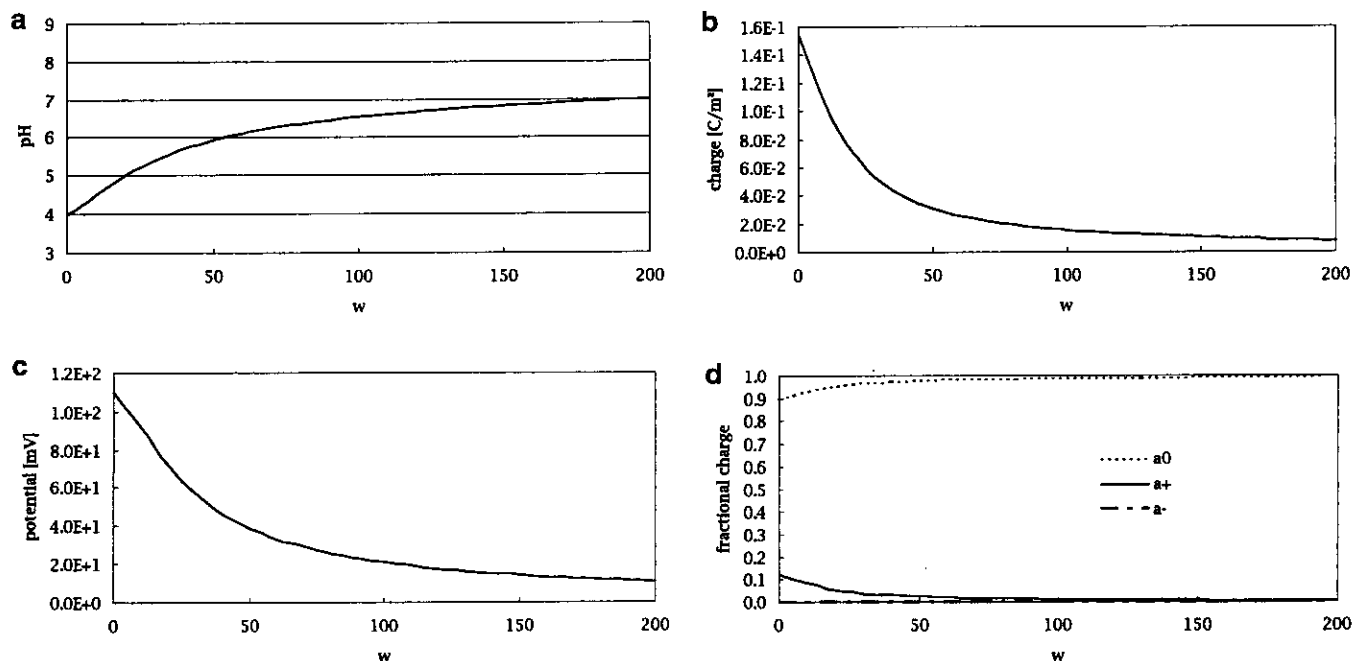 a
9
8
7
6
5
4
3
pH
0 50 100 150 200
w
b
1.6E-1
1.4E-1
1.2E-1
1.0E-1
8.0E-2
6.0E-2
4.0E-2
2.0E-2
0.0E+0
charge [C/m²]
0 50 100 150 200
w
c
1.2E+2
1.0E+2
8.0E+1
6.0E+1
4.0E+1
2.0E+1
0.0E+0
potential [mV]
0 50 100 150 200
w
d
1.0
0.9
0.8
0.7
0.6
0.5
0.4
0.3
0.2
0.1
0.0
fractional charge
a0
a+
a-
0 50 100 150 200
w